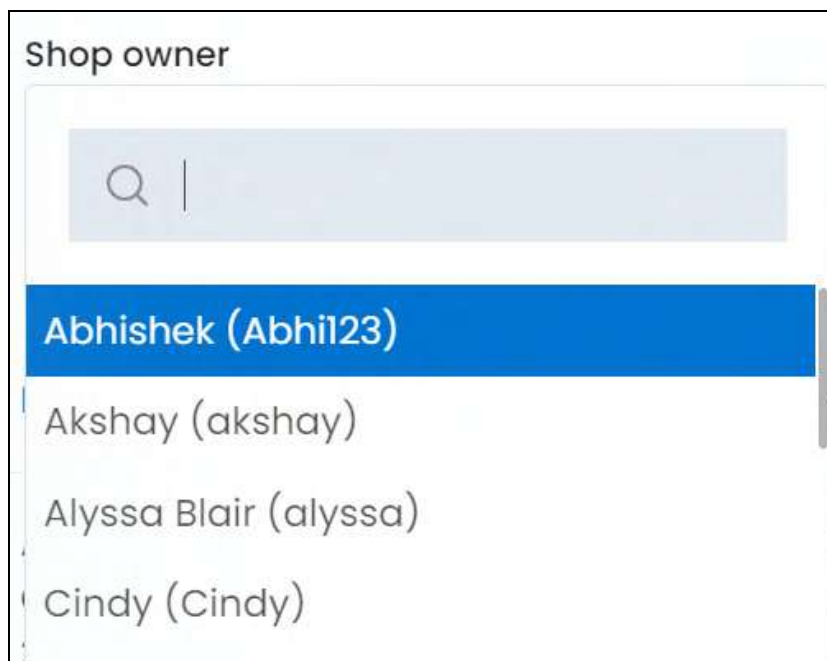 Shop owner
Abhishek (Abhi123)
Akshay (akshay)
Alyssa Blair (alyssa)
Cindy (Cindy)